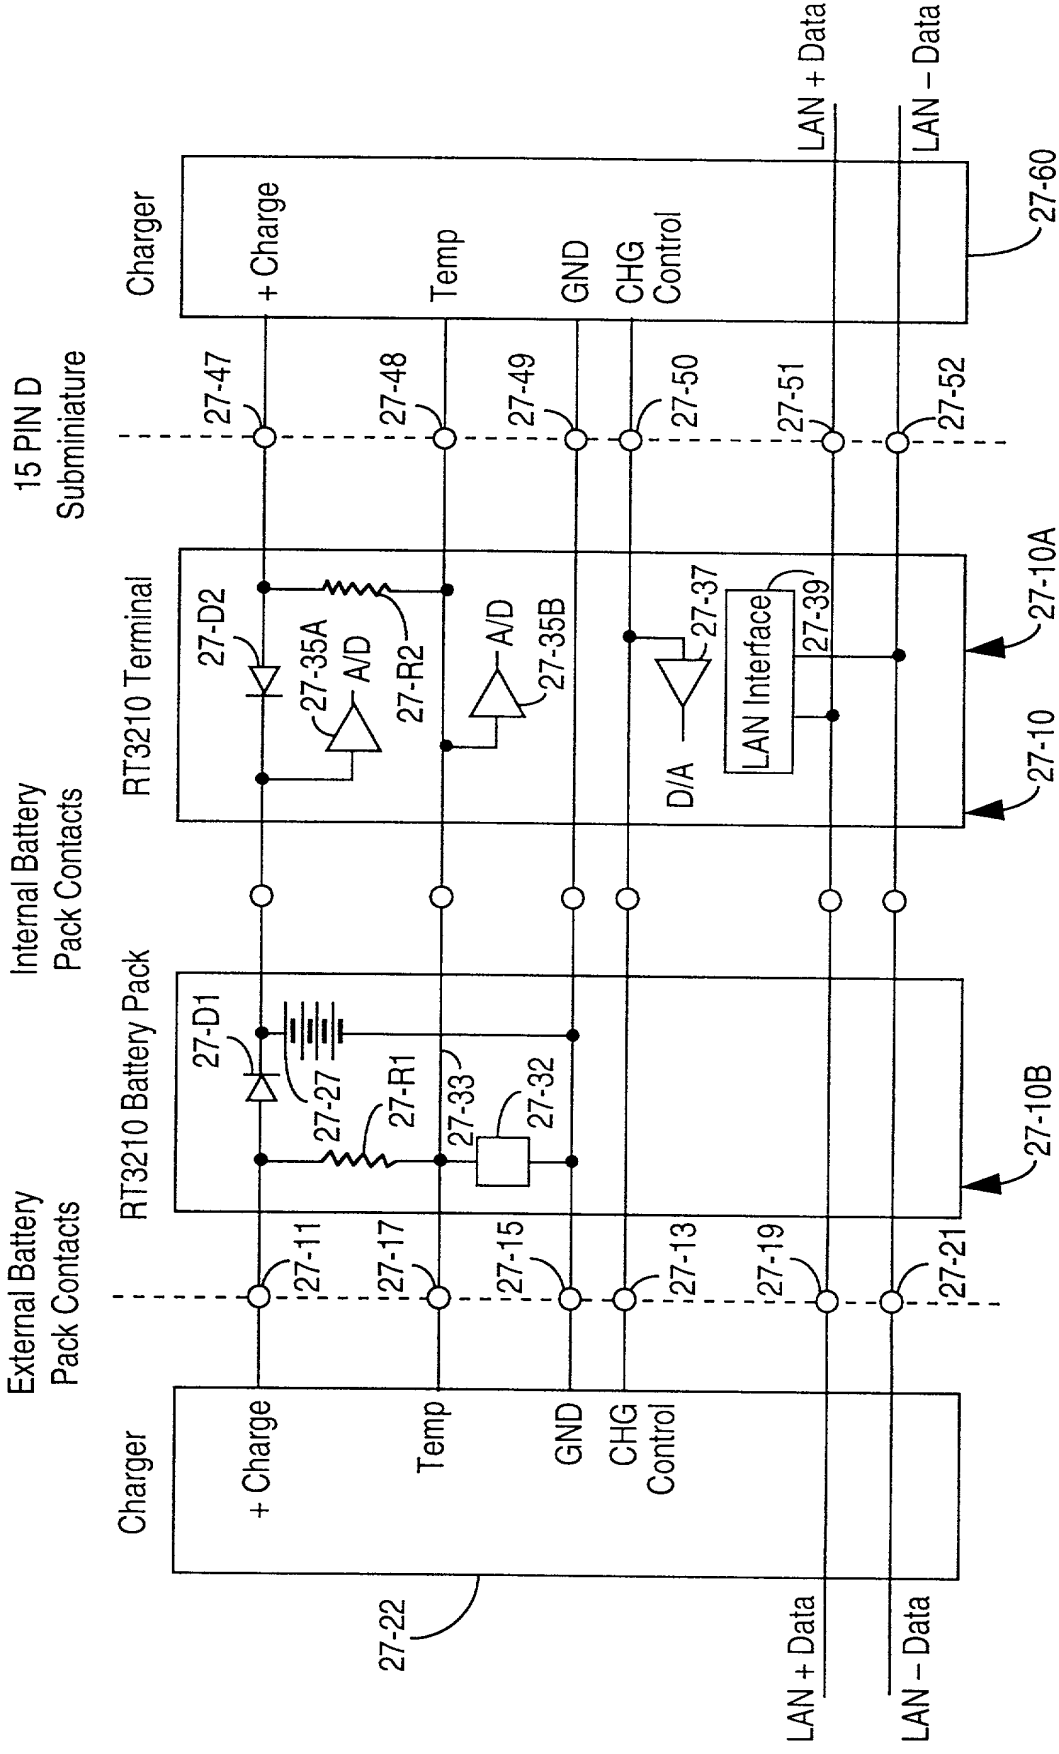 External Battery
Pack Contacts
Internal Battery
Pack Contacts
15 PIN D
Subminiature
Charger
RT3210 Battery Pack
RT3210 Terminal
Charger
27-22
+ Charge
Temp
GND
CHG
Control
27-11
27-17
27-15
27-13
27-19
27-21
27-D1
27-27
27-R1
27-33
27-32
27-D2
27-35A
A/D
27-R2
A/D
27-35B
D/A
27-37
LAN Interface
27-39
27-47
27-48
27-49
27-50
27-51
27-52
+ Charge
Temp
GND
CHG
Control
LAN + Data
LAN – Data
LAN + Data
LAN – Data
27-10B
27-10
27-10A
27-60